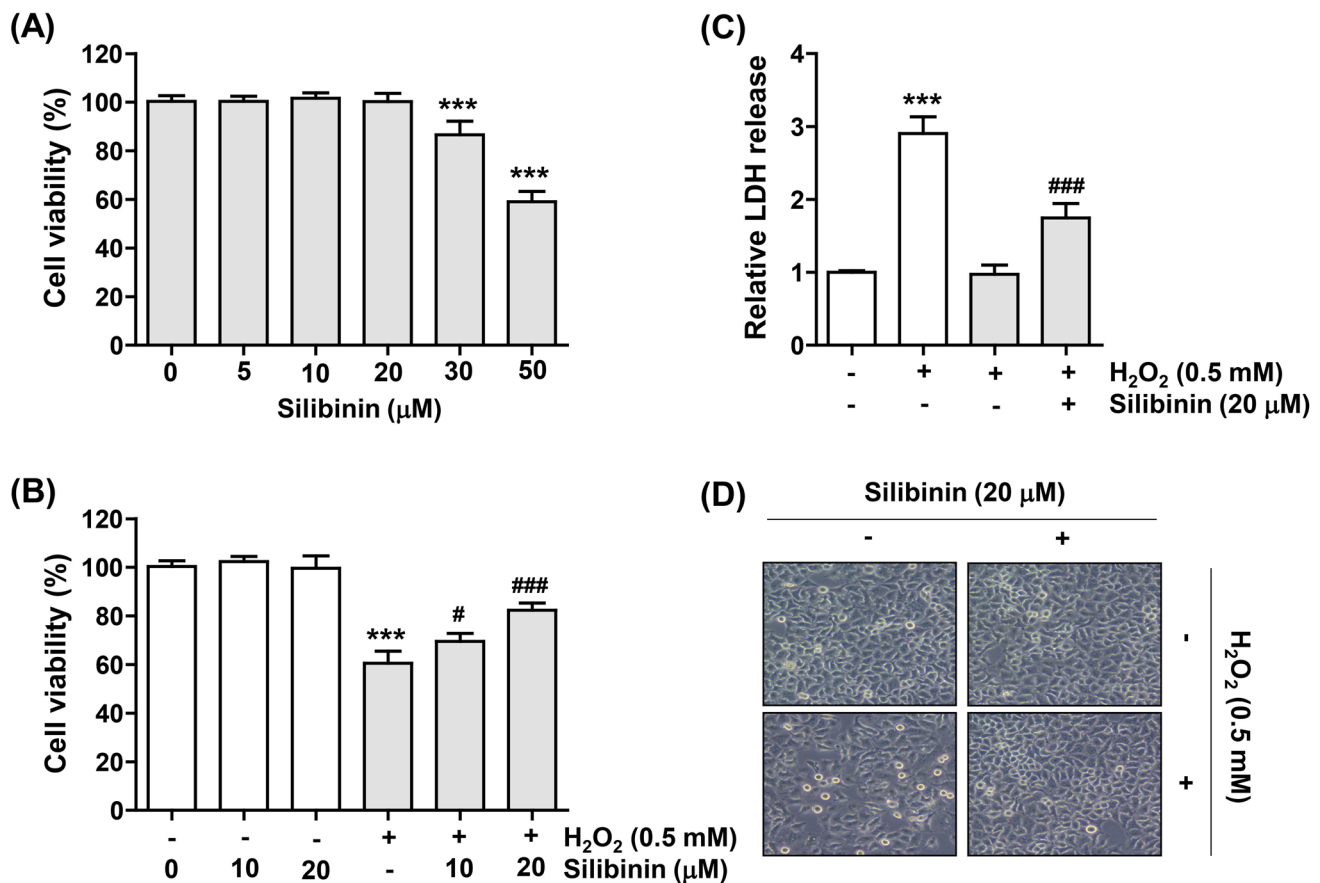 (A)
Cell viability (%)
120
100
80
60
40
20
0
***
***
0 5 10 20 30 50
Silibinin (μM)
(C)
Relative LDH release
4
3
2
1
0
***
###
- + + + H₂O₂ (0.5 mM)
- - - + Silibinin (20 μM)
(B)
Cell viability (%)
120
100
80
60
40
20
0
***
#
###
- - - + + + H₂O₂ (0.5 mM)
0 10 20 - 10 20 Silibinin (μM)
(D)
Silibinin (20 μM)
- +
-
+
H₂O₂ (0.5 mM)